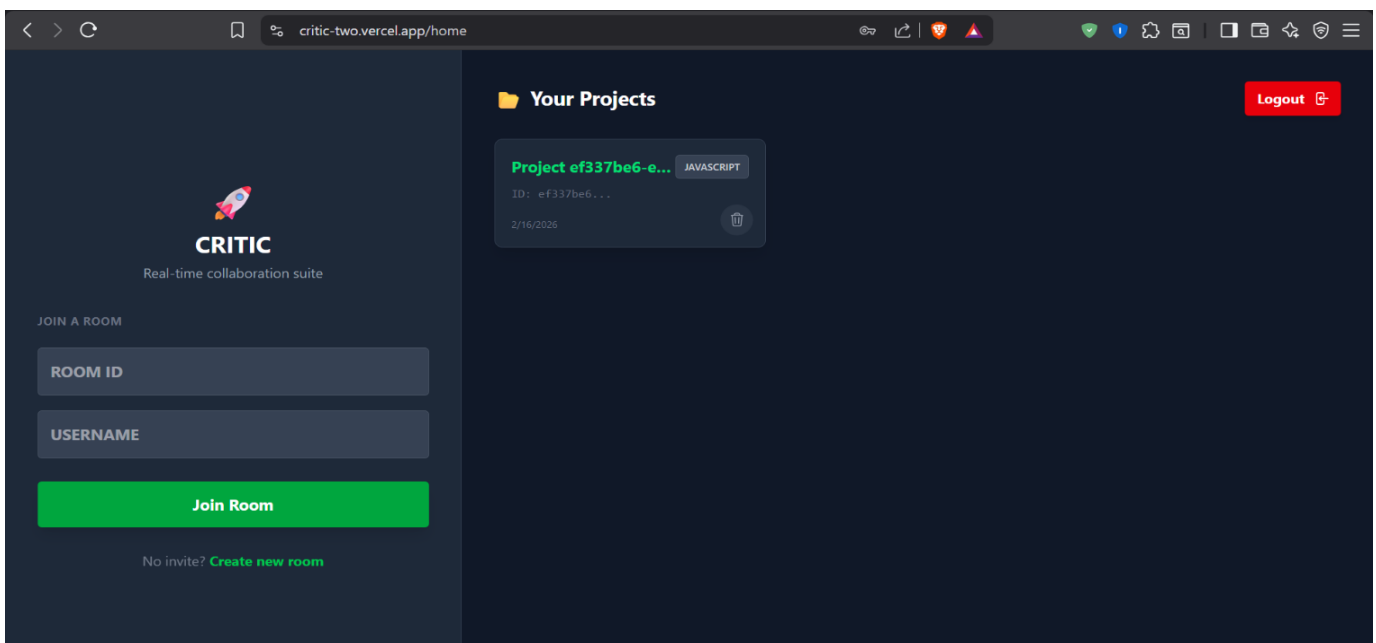 critic-two.vercel.app/home
Your Projects
Logout
Project ef337be6-e...
JAVASCRIPT
ID: ef337be6...
2/16/2026
CRITIC
Real-time collaboration suite
JOIN A ROOM
ROOM ID
USERNAME
Join Room
No invite? Create new room